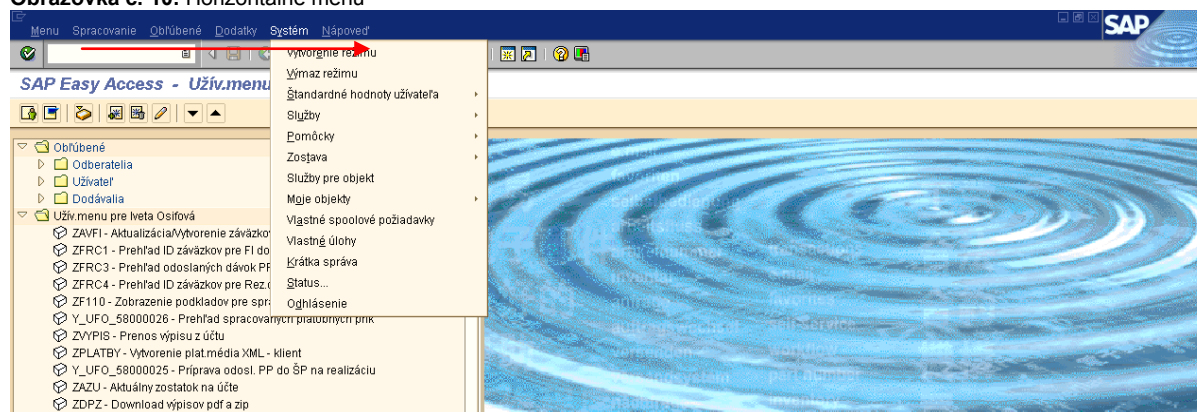 Obrazovka č. 10: Horizontálne menu
Menu Spracovanie Obľúbené Dodatky Systém Nápoveď
SAP
SAP Easy Access - Užív.menu
Vytvorenie režimu
Výmaz režimu
Štandardné hodnoty užívateľa
Služby
Pomôcky
Zostava
Služby pre objekt
Moje objekty
Vlastné spoolové požiadavky
Vlastné úlohy
Krátka správa
Status...
Odhlásenie
Obľúbené
Odberatelia
Užívateľ
Dodávalia
Užív.menu pre Iveta Osifová
ZAVFI - Aktualizácia/Vytvorenie záväzko
ZFRC1 - Prehľad ID záväzkov pre FI do
ZFRC3 - Prehľad odoslaných dávok PF
ZFRC4 - Prehľad ID záväzkov pre Rez.
ZF110 - Zobrazenie podkladov pre spr
Y_UFO_58000026 - Prehľad spracovaných platobných prík
ZVYPIS - Prenos výpisu z účtu
ZPLATBY - Vytvorenie plat.média XML - klient
Y_UFO_58000025 - Príprava odosl. PP do ŠP na realizáciu
ZAZU - Aktuálny zostatok na účte
ZDPZ - Download výpisov pdf a zip